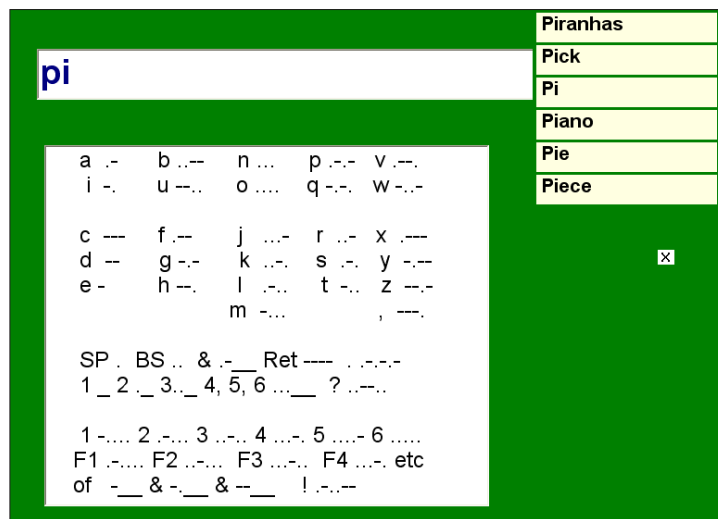 pi
Piranhas
Pick
Pi
Piano
Pie
Piece
x
a .- b ..-- n ... p .-.- v .--.
i -. u --.. o .... q -.-. w -..-
c --- f .-- j ...- r ..- x .---
d -- g -.- k ..-. s .-. y -.--
e - h --. l .-.. t -.. z --.-
m -... , ---.
SP . BS .. & .-__ Ret ---- . .-.-.-
1 _ 2 ._ 3.._ 4, 5, 6 ...__ ? ..--..
1 -.... 2 .-... 3 ..-.. 4 ...-. 5 ....- 6 .....
F1 .-.... F2 ..-... F3 ...-.. F4 ...-. etc
of -__ & -.__ & --__ ! .-..--